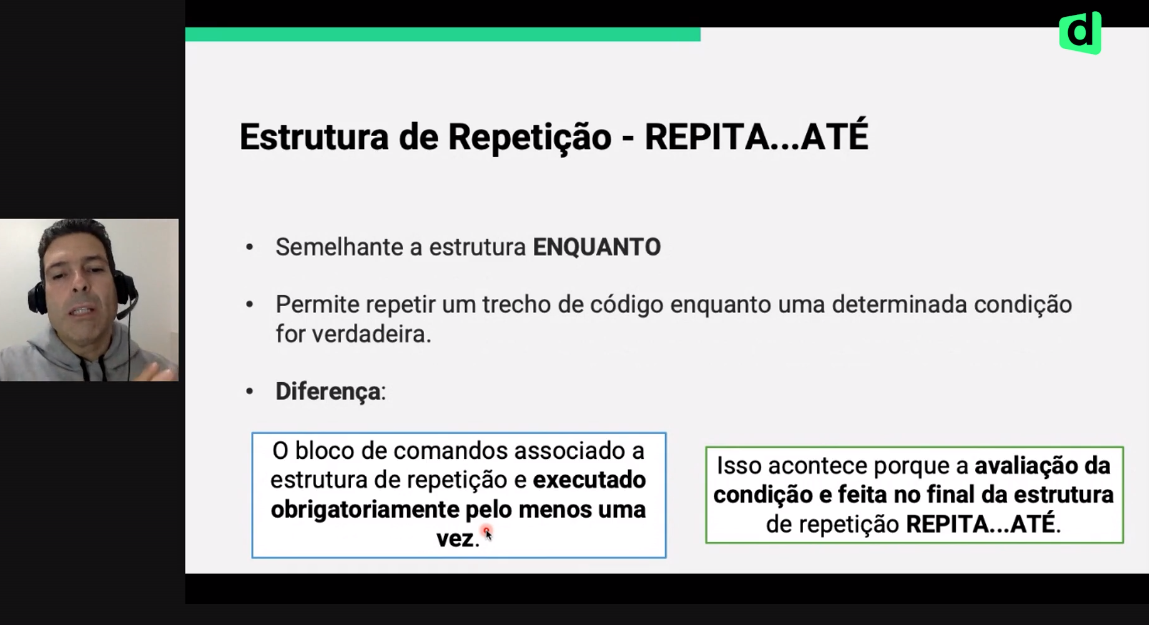 d
Estrutura de Repetição - REPITA...ATÉ
• Semelhante a estrutura ENQUANTO
• Permite repetir um trecho de código enquanto uma determinada condição
for verdadeira.
• Diferença:
O bloco de comandos associado a
estrutura de repetição e executado
obrigatoriamente pelo menos uma
vez.
Isso acontece porque a avaliação da
condição e feita no final da estrutura
de repetição REPITA...ATÉ.